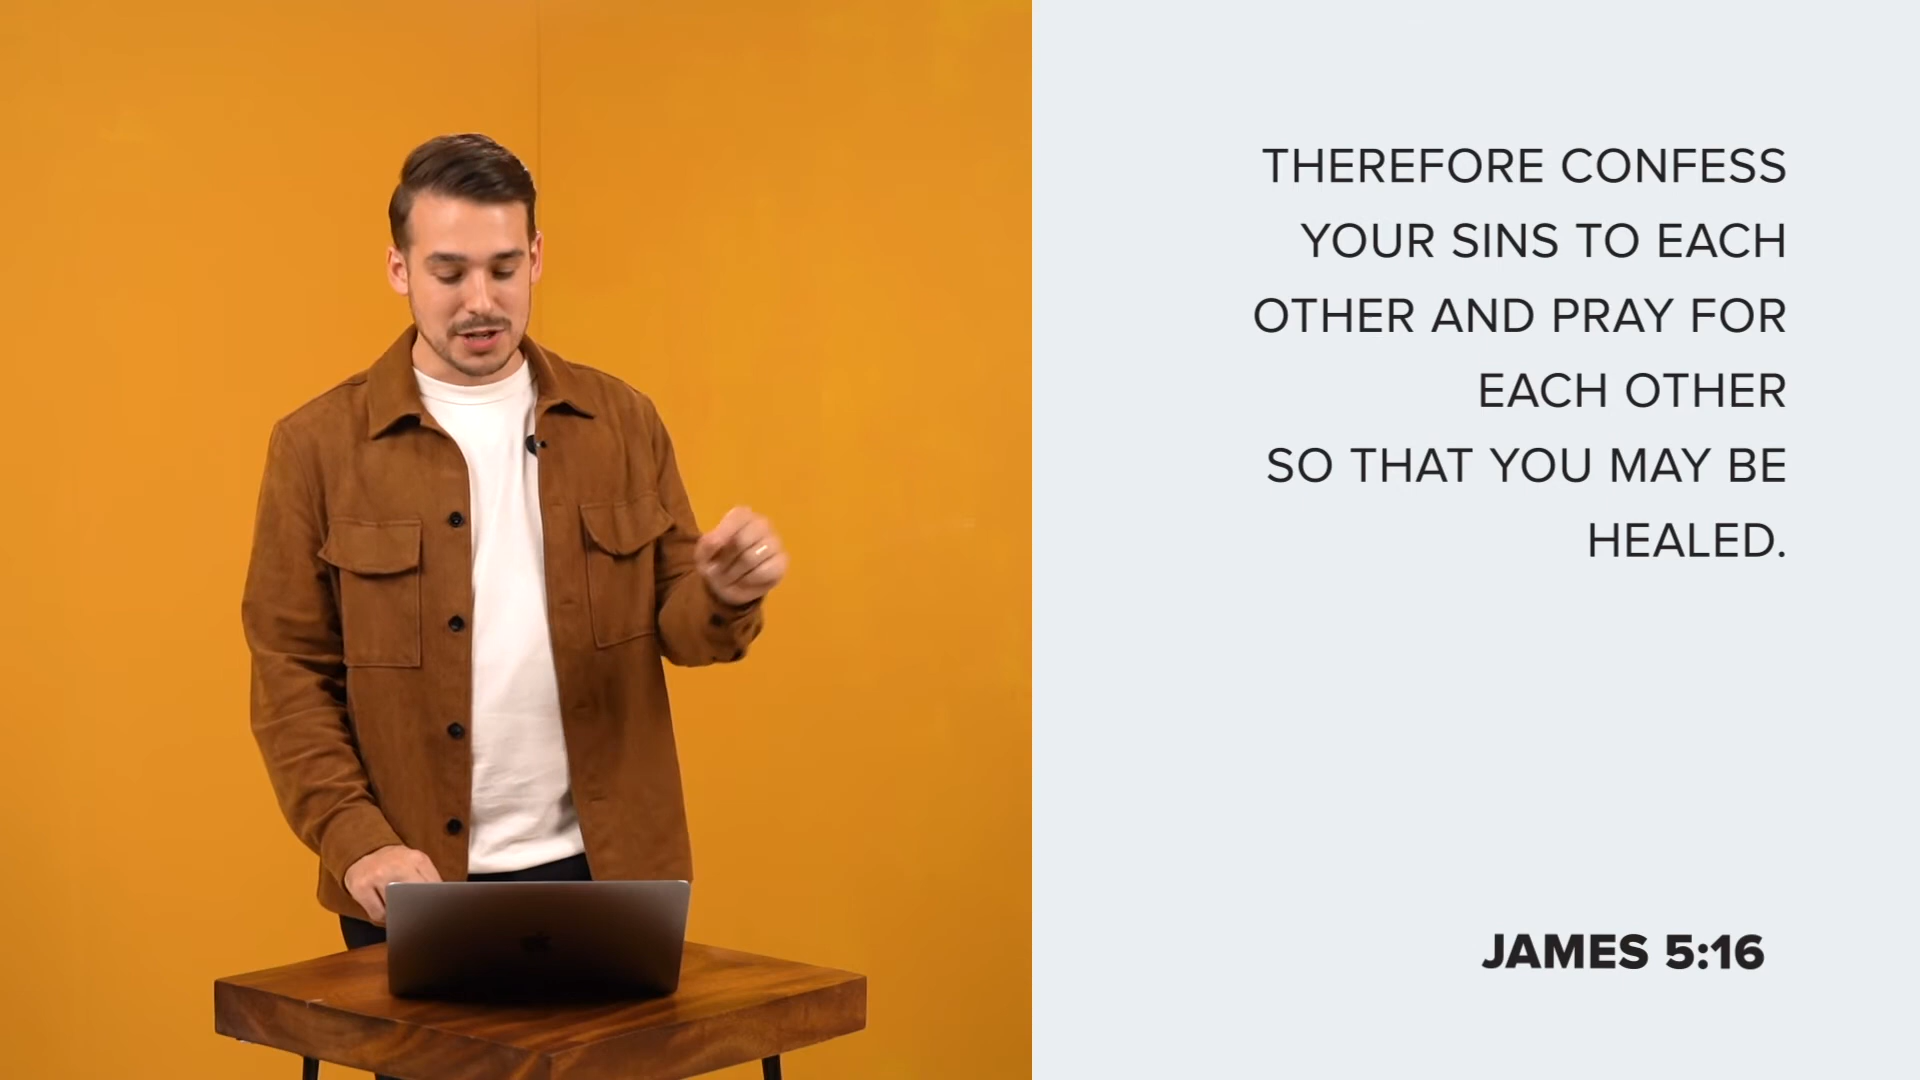 THEREFORE CONFESS
YOUR SINS TO EACH
OTHER AND PRAY FOR
EACH OTHER
SO THAT YOU MAY BE
HEALED.
JAMES 5:16